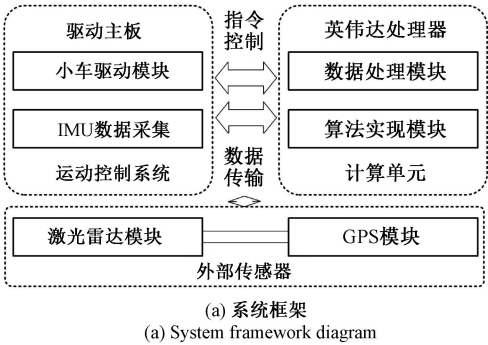 驱动主板
小车驱动模块
IMU数据采集
运动控制系统
指令
控制
数据
传输
英伟达处理器
数据处理模块
算法实现模块
计算单元
激光雷达模块
GPS模块
外部传感器
(a) 系统框架
(a) System framework diagram